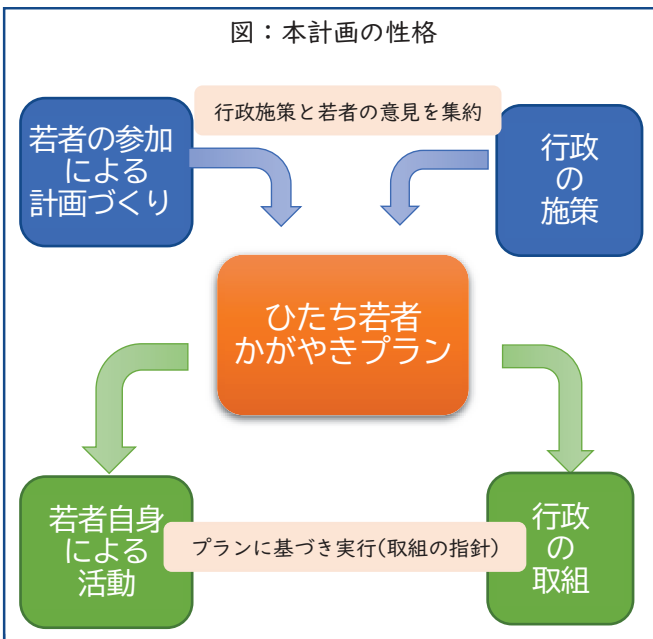 図：本計画の性格
行政施策と若者の意見を集約
若者の参加
による
計画づくり
行政
の
施策
ひたち若者
かがやきプラン
若者自身
による
活動
プランに基づき実行(取組の指針)
行政
の
取組